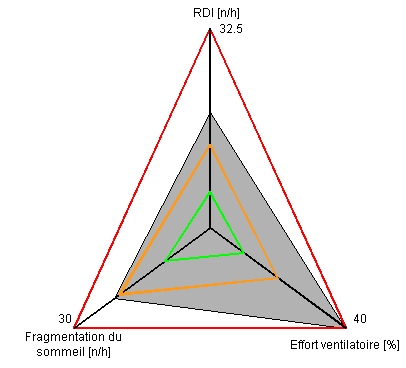 RDI [n/h]
32.5
30
40
Fragmentation du
sommeil [n/h]
Effort ventilatoire [%]